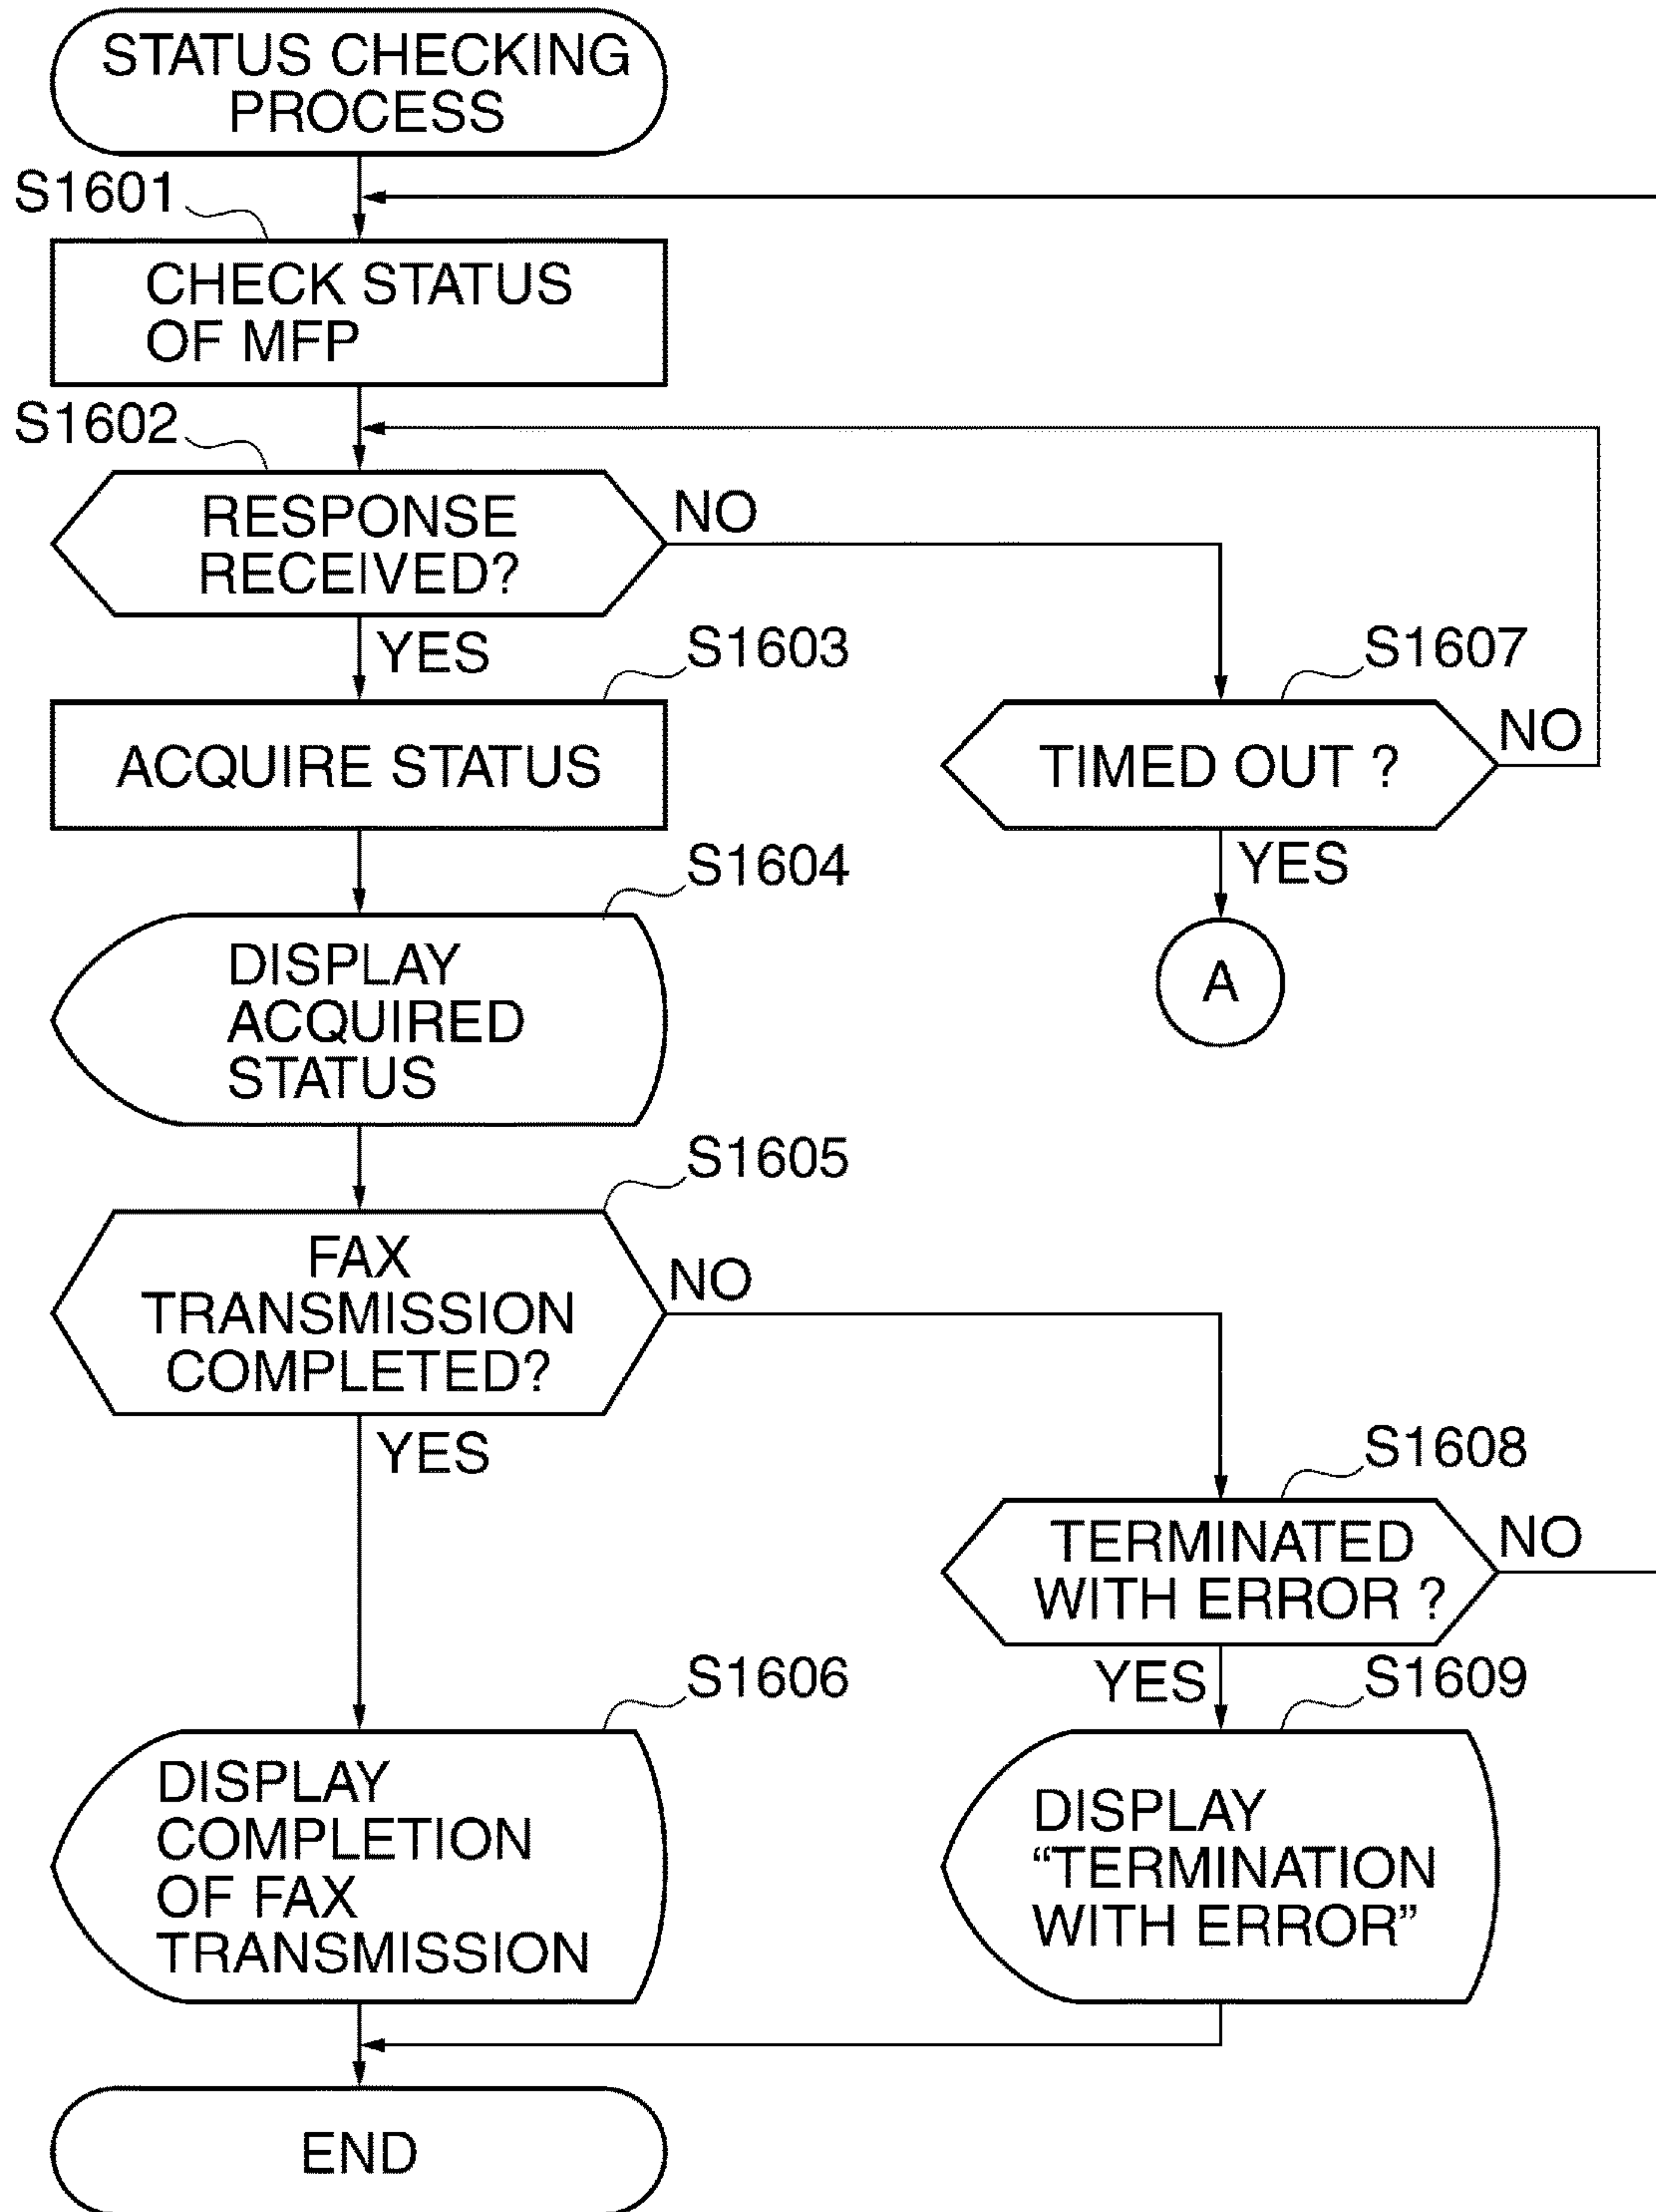 STATUS CHECKING
PROCESS
S1601
CHECK STATUS
OF MFP
S1602
RESPONSE
RECEIVED?
NO
YES
S1603
ACQUIRE STATUS
S1607
TIMED OUT ?
NO
YES
A
S1604
DISPLAY
ACQUIRED
STATUS
S1605
FAX
TRANSMISSION
COMPLETED?
NO
YES
S1608
TERMINATED
WITH ERROR ?
NO
YES
S1606
DISPLAY
COMPLETION
OF FAX
TRANSMISSION
S1609
DISPLAY
“TERMINATION
WITH ERROR”
END